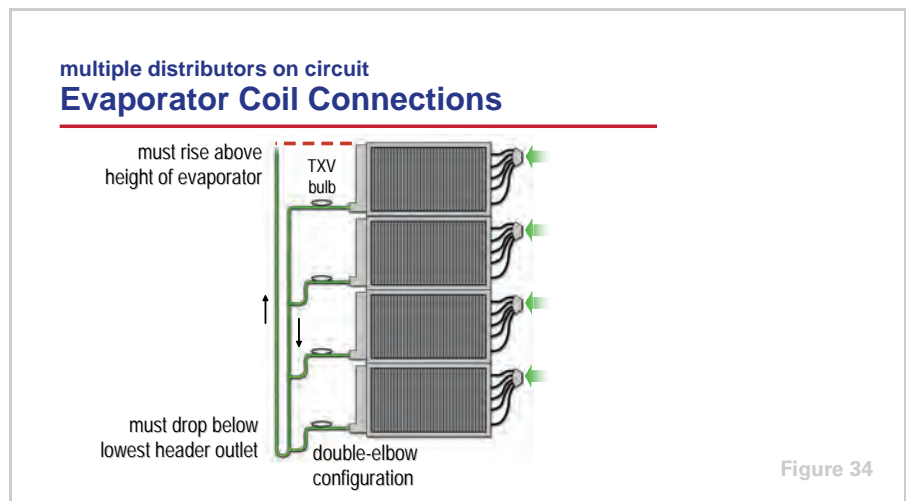 multiple distributors on circuit
Evaporator Coil Connections
must rise above
height of evaporator
TXV
bulb
must drop below
lowest header outlet
double-elbow
configuration
Figure 34